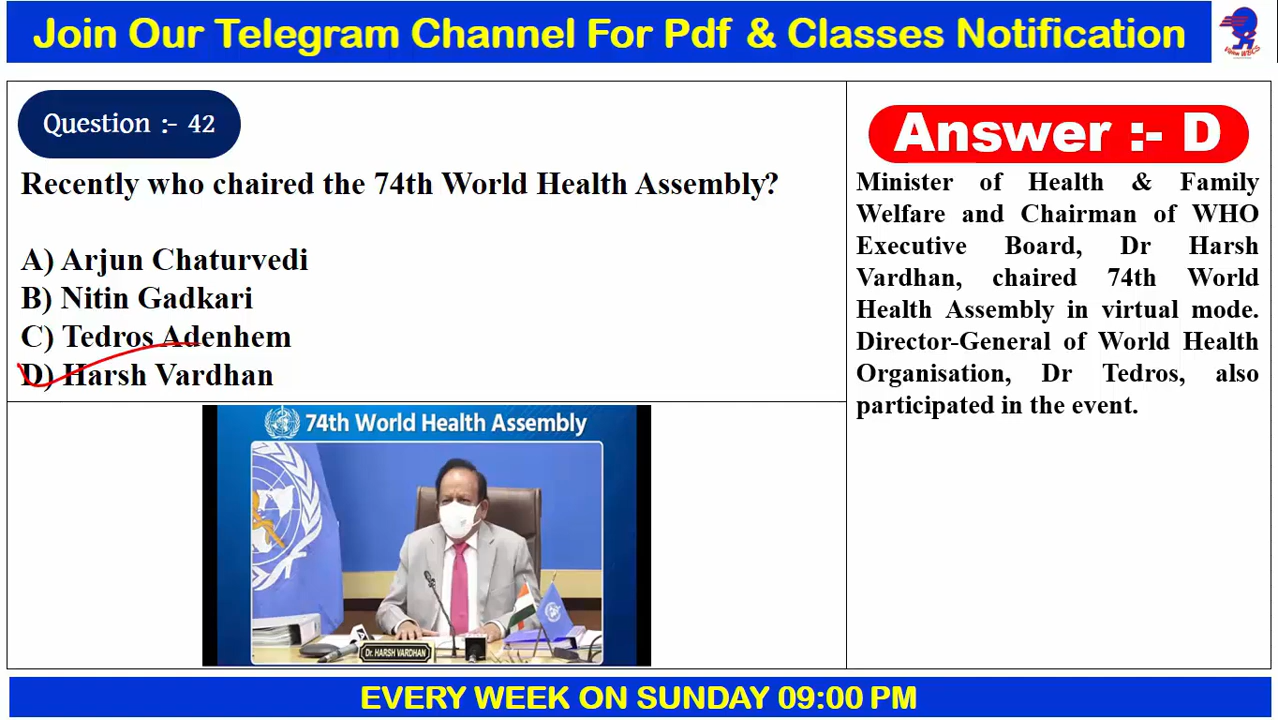 Join Our Telegram Channel For Pdf & Classes Notification
Question :- 42
Recently who chaired the 74th World Health Assembly?
A) Arjun Chaturvedi
B) Nitin Gadkari
C) Tedros Adenhem
D) Harsh Vardhan
Answer :- D
Minister of Health & Family
Welfare and Chairman of WHO
Executive Board, Dr Harsh
Vardhan, chaired 74th World
Health Assembly in virtual mode.
Director-General of World Health
Organisation, Dr Tedros, also
participated in the event.
74th World Health Assembly
Dr. HARSH VARDHAN
EVERY WEEK ON SUNDAY 09:00 PM